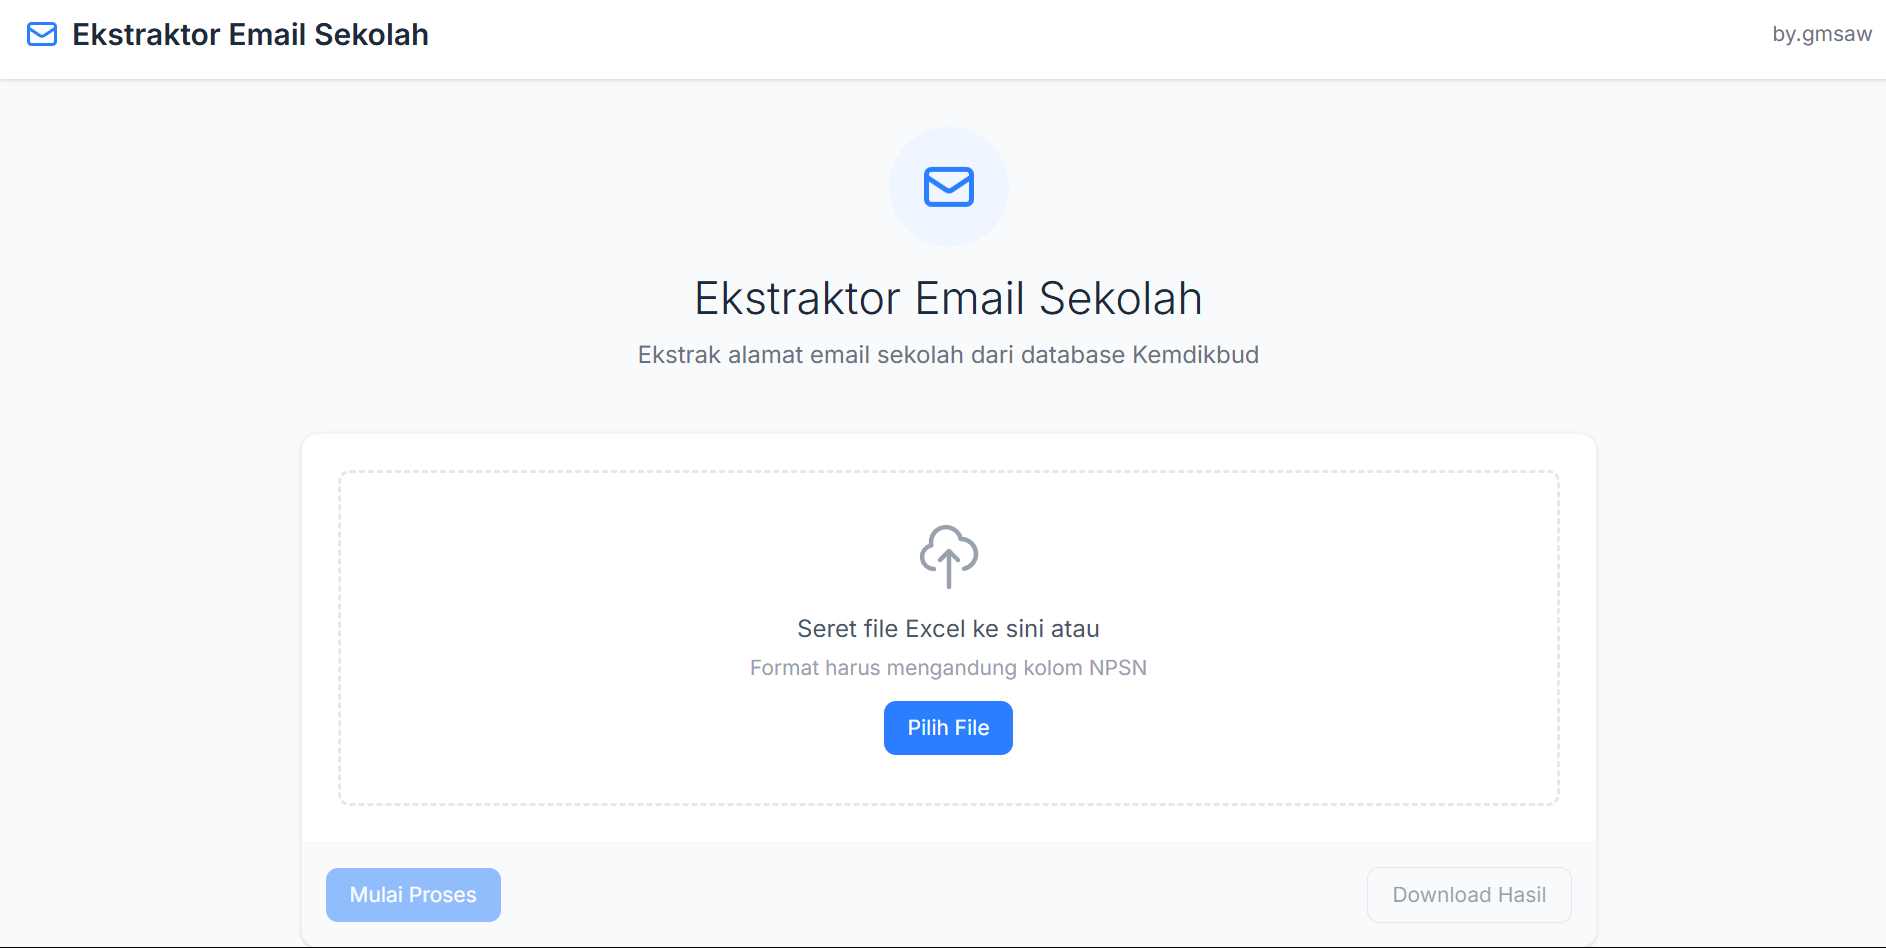 Ekstraktor Email Sekolah
by.gmsaw
Ekstraktor Email Sekolah
Ekstrak alamat email sekolah dari database Kemdikbud
Seret file Excel ke sini atau
Format harus mengandung kolom NPSN
Pilih File
Mulai Proses
Download Hasil